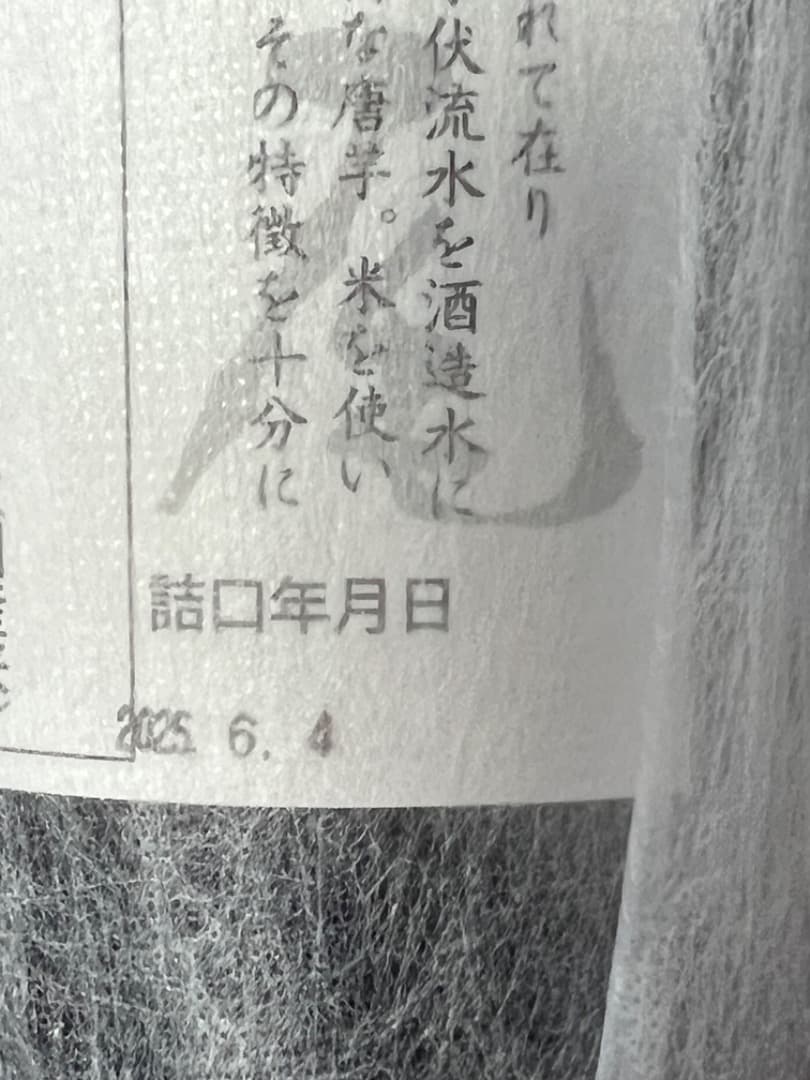 れて在り
伏流水を酒造水に
な唐芋。米を使い
その特徴を十分に
詰口年月日
2025. 6. 4